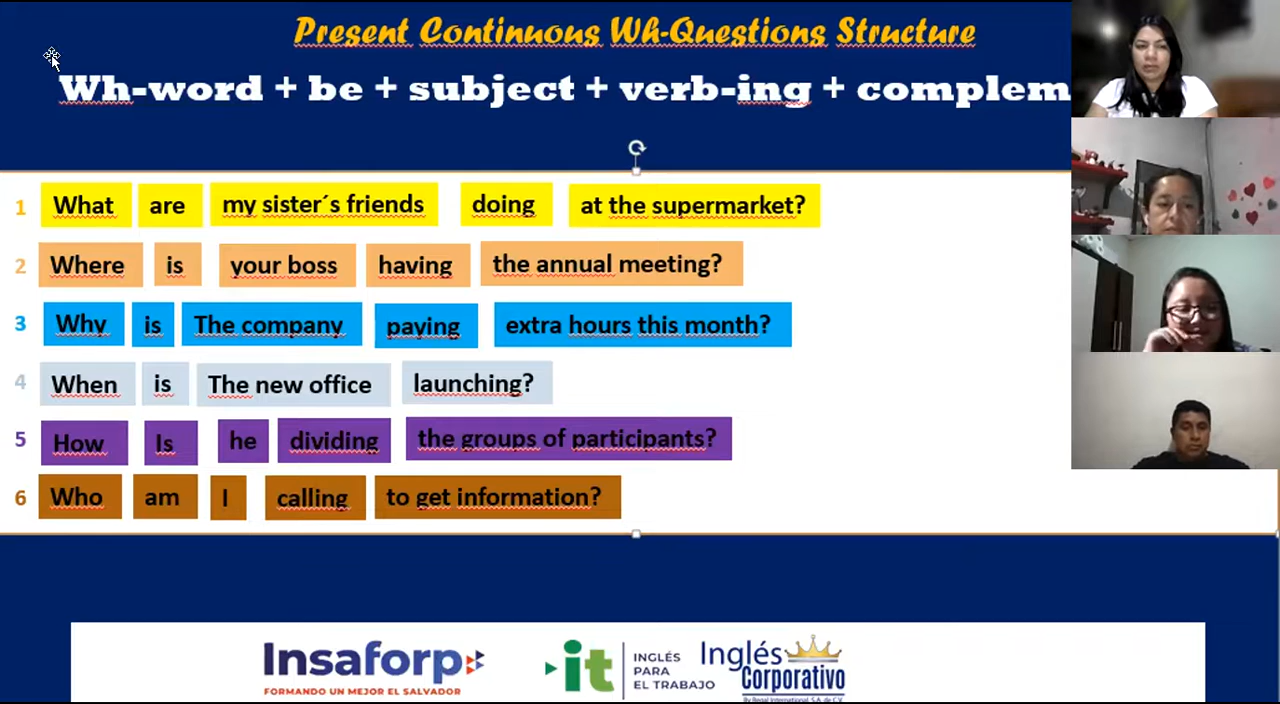 Present Continuous Wh-Questions Structure
Wh-word + be + subject + verb-ing + complem
1 What are my sister´s friends doing at the supermarket?
2 Where is your boss having the annual meeting?
3 Why is The company paying extra hours this month?
4 When is The new office launching?
5 How Is he dividing the groups of participants?
6 Who am I calling to get information?
Insaforp
FORMANDO UN MEJOR EL SALVADOR
it
INGLÉS
PARA
EL TRABAJO
Inglés
Corporativo
By Regal International, S.A. de C.V.